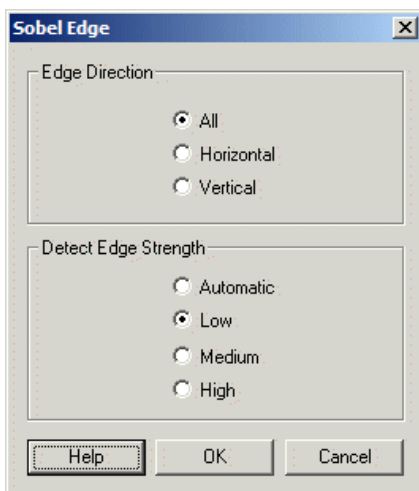 Sobel Edge
Edge Direction
All
Horizontal
Vertical
Detect Edge Strength
Automatic
Low
Medium
High
Help OK Cancel